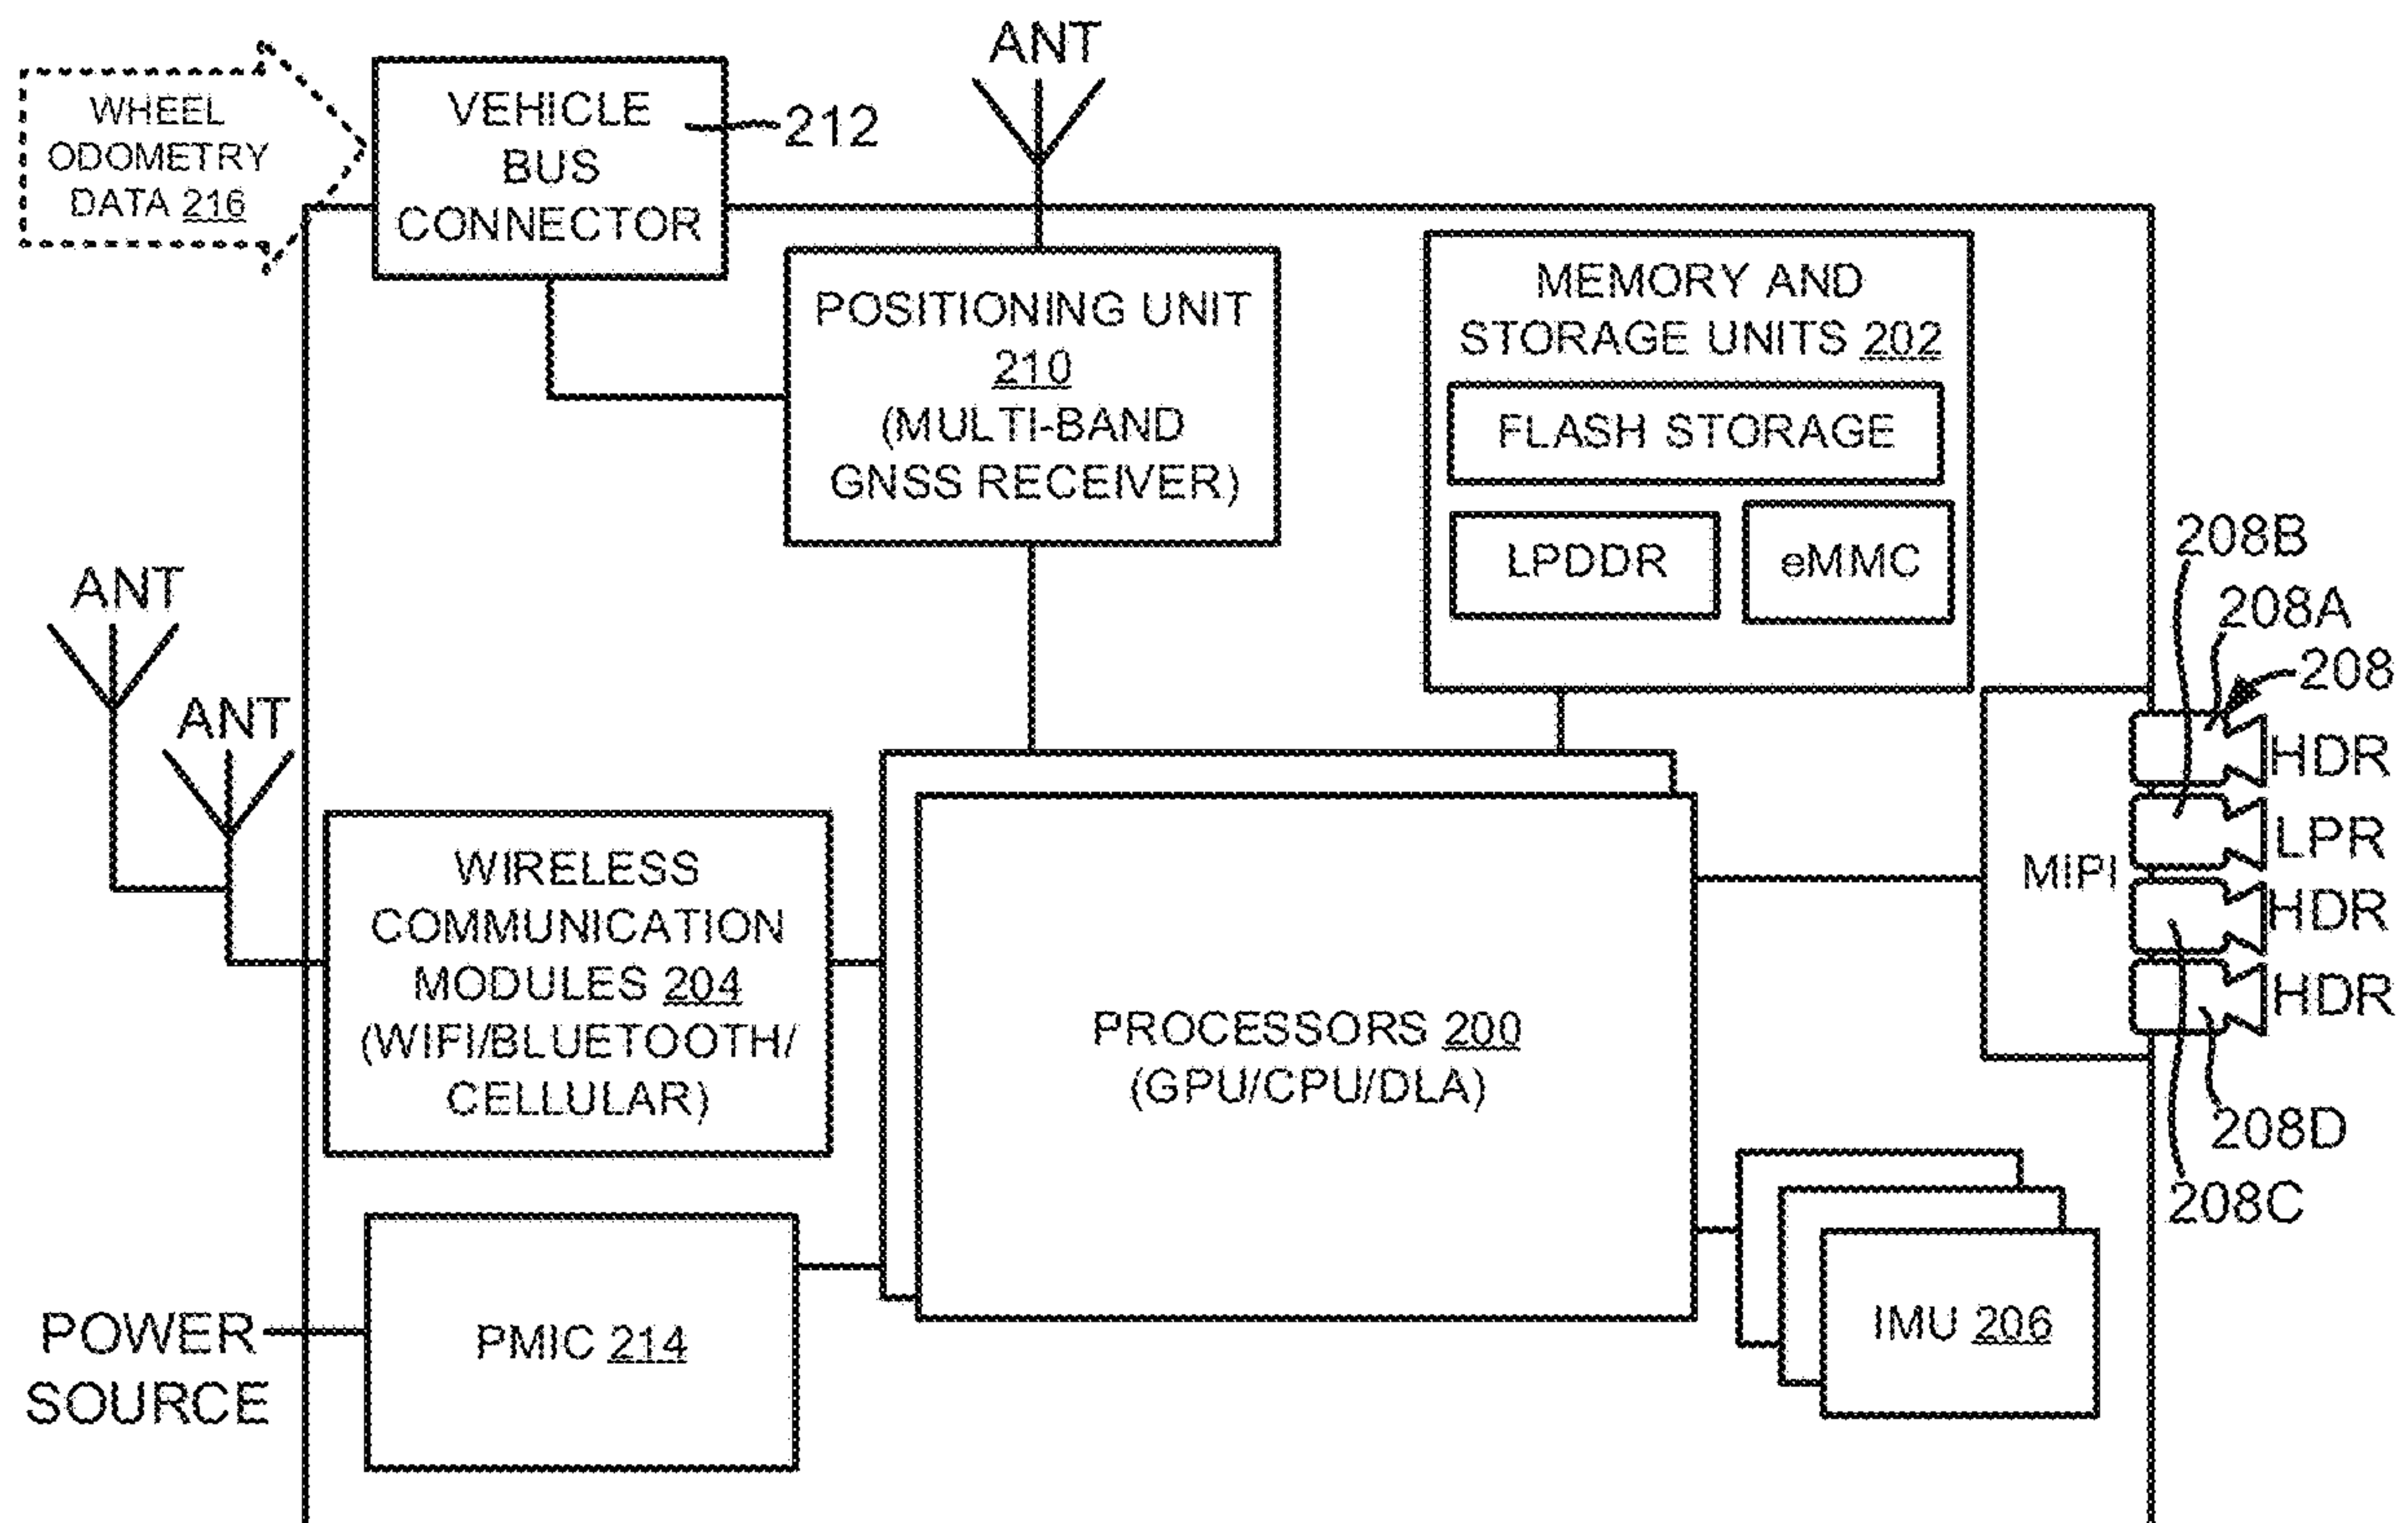 ANT
WHEEL
ODOMETRY
DATA 216
VEHICLE
BUS
CONNECTOR
212
POSITIONING UNIT
210
(MULTI-BAND
GNSS RECEIVER)
MEMORY AND
STORAGE UNITS 202
FLASH STORAGE
LPDDR
eMMC
208B
208A
208
ANT
ANT
HDR
LPR
HDR
HDR
MIPI
WIRELESS
COMMUNICATION
MODULES 204
(WIFI/BLUETOOTH/
CELLULAR)
PROCESSORS 200
(GPU/CPU/DLA)
208D
208C
POWER
SOURCE
PMIC 214
IMU 206